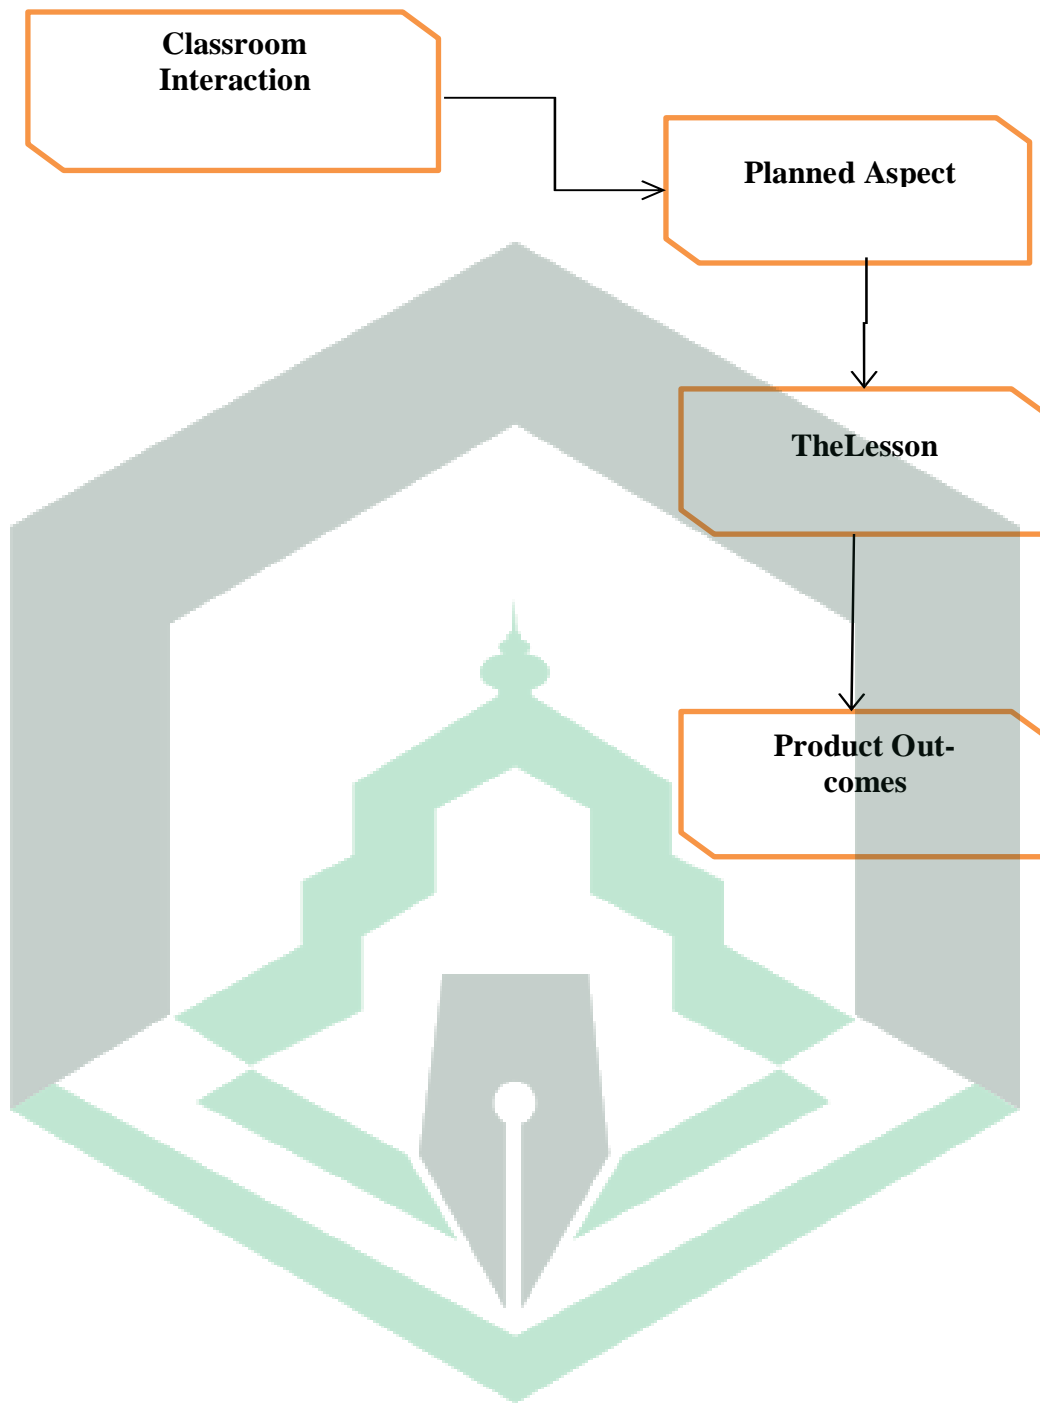 Classroom
Interaction
Planned Aspect
TheLesson
Product Out-
comes